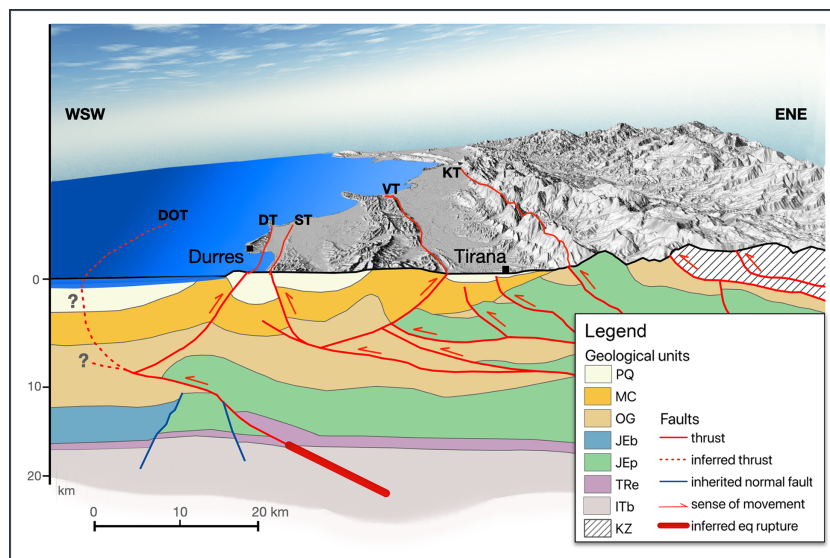 WSW
ENE
KT
VT
DOT
DT
ST
Durres
Tirana
0
?
?
10
20
km
0
10
20 km
Legend
Geological units
PQ
MC
OG
JEb
JEp
TRe
ITb
KZ
Faults
thrust
inferred thrust
inherited normal fault
sense of movement
inferred eq rupture